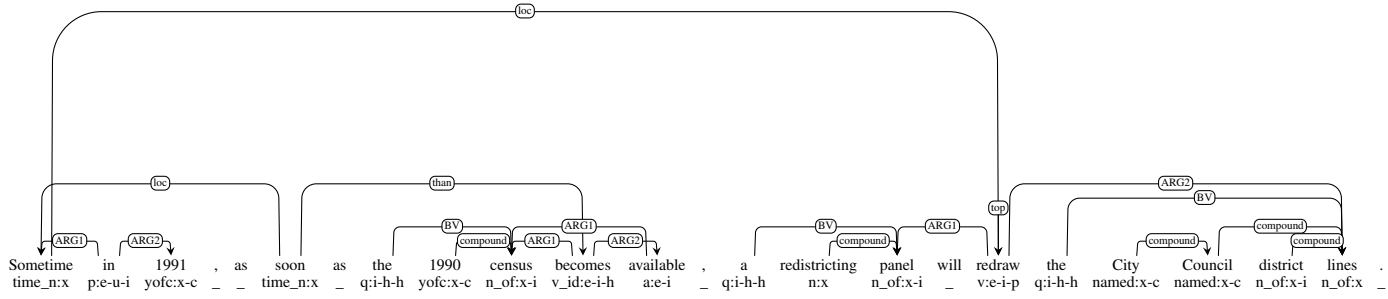 loc
loc than ARG2
top BV
BV ARG1 BV ARG1 compound
ARG1 ARG2 compound ARG1 ARG2 compound compound compound
Sometime in 1991 , as soon as the 1990 census becomes available , a redistricting panel will redraw the City Council district lines .
time_n:x p:e-u-i yofc:x-c _ _ time_n:x _ q:i-h-h yofc:x-c n_of:x-i v_id:e-i-h a:e-i _ q:i-h-h n:x n_of:x-i _ v:e-i-p q:i-h-h named:x-c named:x-c n_of:x-i n_of:x _